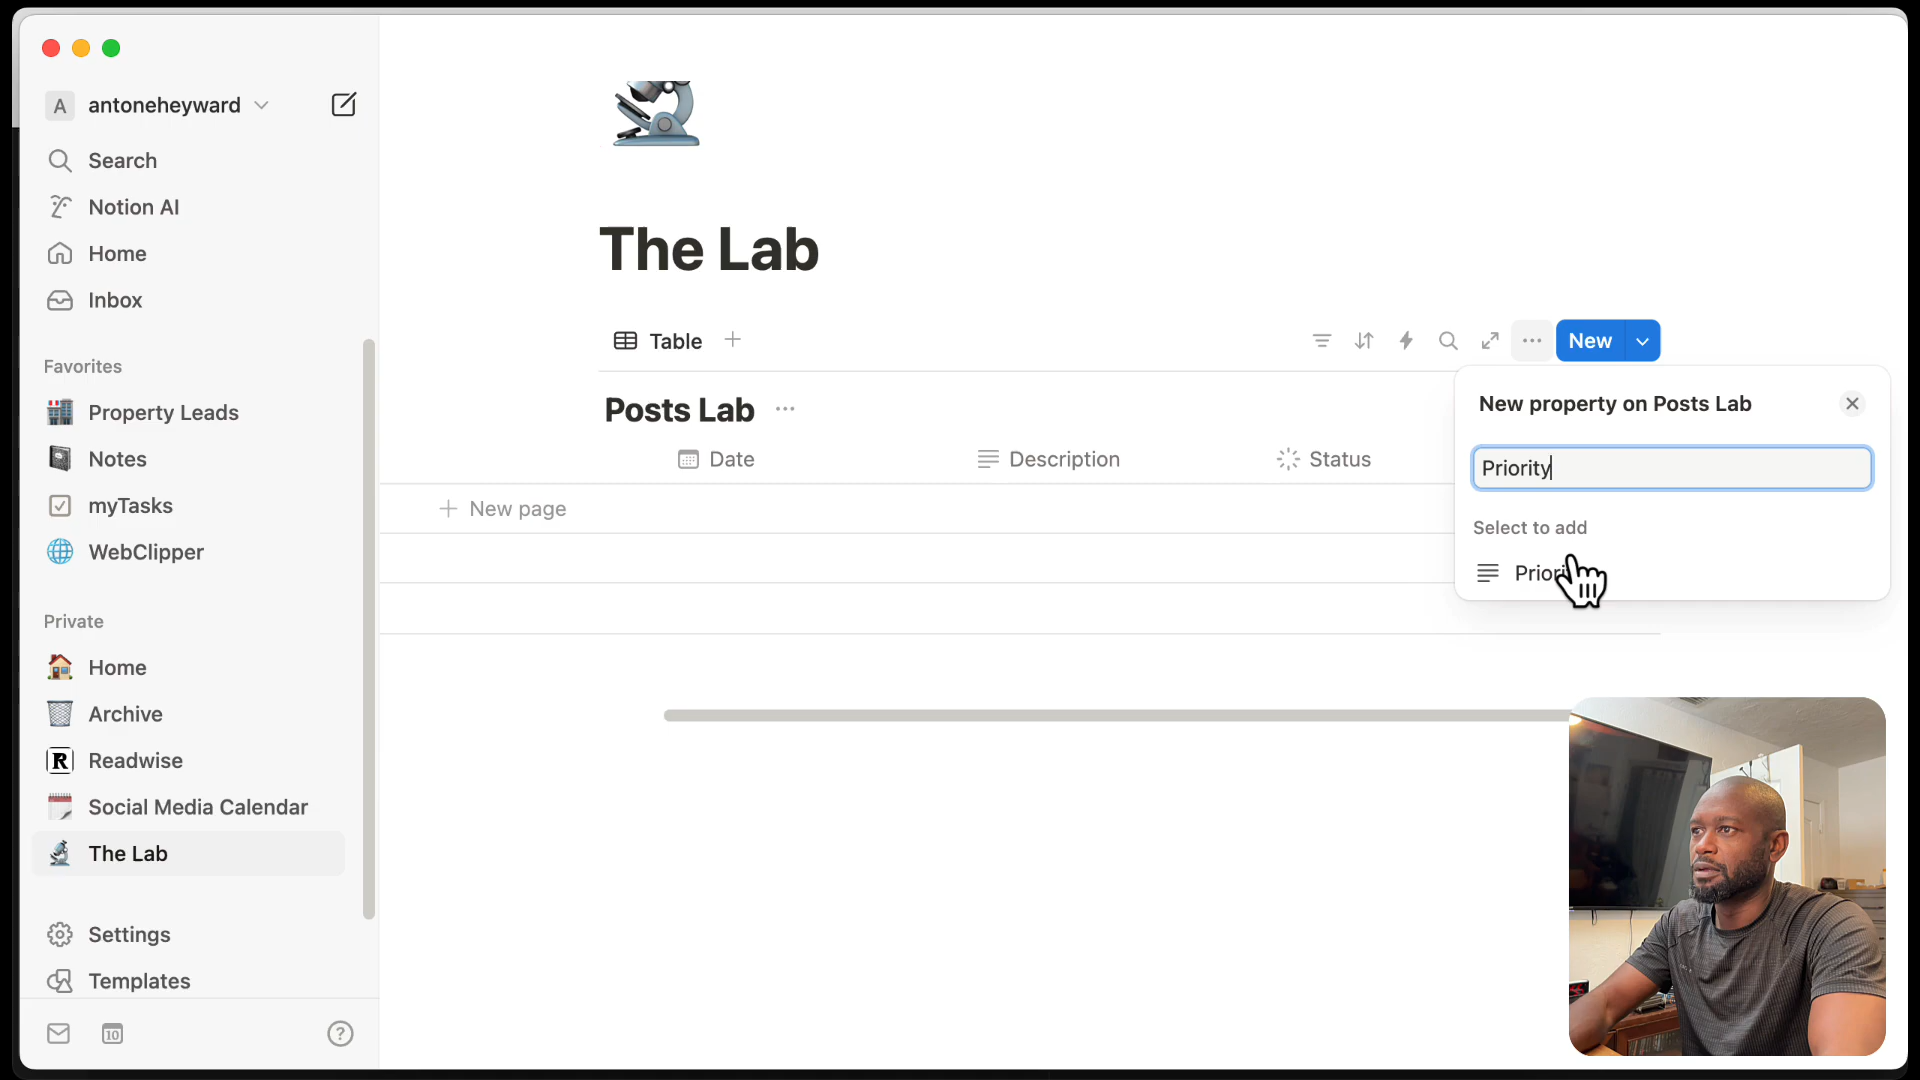 A antoneheyward
Search
Notion AI
Home
Inbox
Favorites
Property Leads
Notes
myTasks
WebClipper
Private
Home
Archive
R Readwise
Social Media Calendar
The Lab
Settings
Templates
10
?
The Lab
Table
New
Posts Lab
Date Description Status
New page
New property on Posts Lab
Priority
Select to add